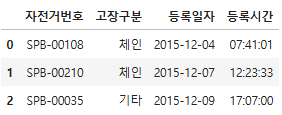 자전거번호 고장구분 등록일자 등록시간
0 SPB-00108 체인 2015-12-04 07:41:01
1 SPB-00210 체인 2015-12-07 12:23:33
2 SPB-00035 기타 2015-12-09 17:07:00